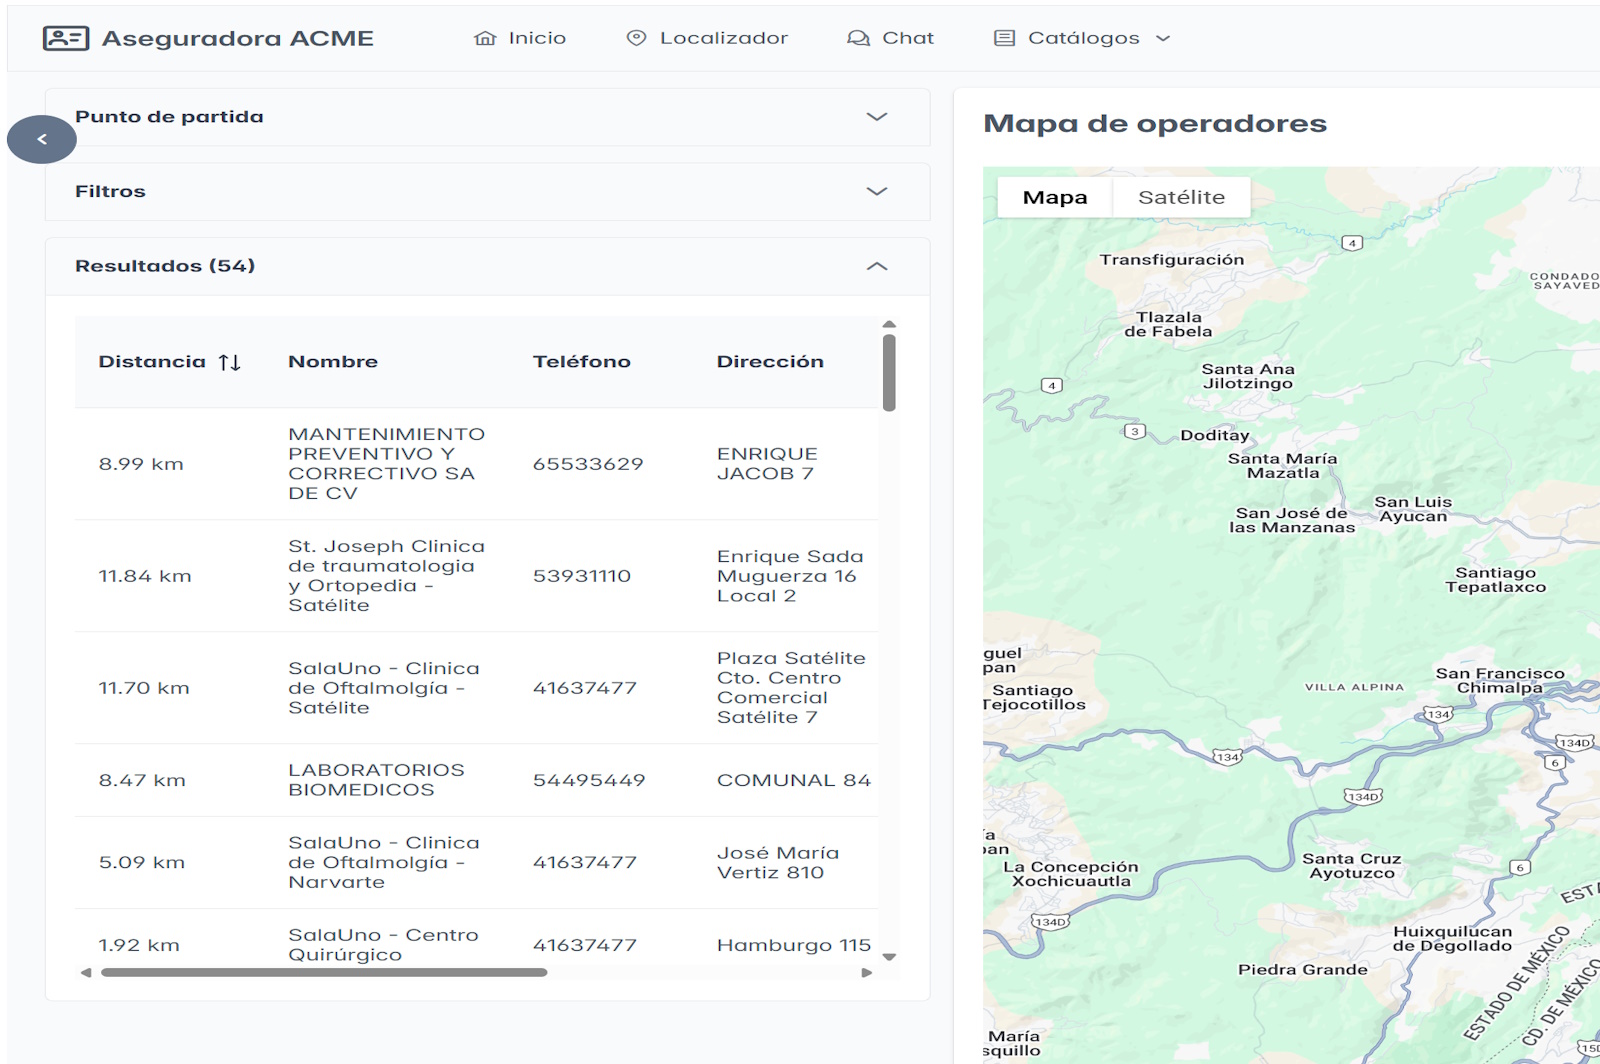 Aseguradora ACME
Inicio
Localizador
Chat
Catálogos
Punto de partida
<
Filtros
Resultados (54)
Distancia
Nombre
Teléfono
Dirección
8.99 km
MANTENIMIENTO
PREVENTIVO Y
CORRECTIVO SA
DE CV
65533629
ENRIQUE
JACOB 7
11.84 km
St. Joseph Clinica
de traumatologia
y Ortopedia -
Satélite
53931110
Enrique Sada
Muguerza 16
Local 2
11.70 km
SalaUno - Clinica
de Oftalmolgía -
Satélite
41637477
Plaza Satélite
Cto. Centro
Comercial
Satélite 7
8.47 km
LABORATORIOS
BIOMEDICOS
54495449
COMUNAL 84
5.09 km
SalaUno - Clinica
de Oftalmolgía -
Narvarte
41637477
José María
Vertiz 810
1.92 km
SalaUno - Centro
Quirúrgico
41637477
Hamburgo 115
Mapa de operadores
Mapa
Satélite
4
Transfiguración
CONDADO
SAYAVED
Tlazala
de Fabela
Santa Ana
Jilotzingo
4
3
Doditay
Santa María
Mazatla
San Luis
Ayucan
San José de
las Manzanas
Santiago
Tepatlaxco
guel
pan
Santiago
Tejocotillos
VILLA ALPINA
San Francisco
Chimalpa
134
134
134D
6
134D
ía
pan
La Concepción
Xochicuautla
Santa Cruz
Ayotuzco
6
ESTA
134D
Huixquilucan
de Degollado
Piedra Grande
ESTADO DE MÉXICO
CD. DE MÉXICO
María
squillo
15D